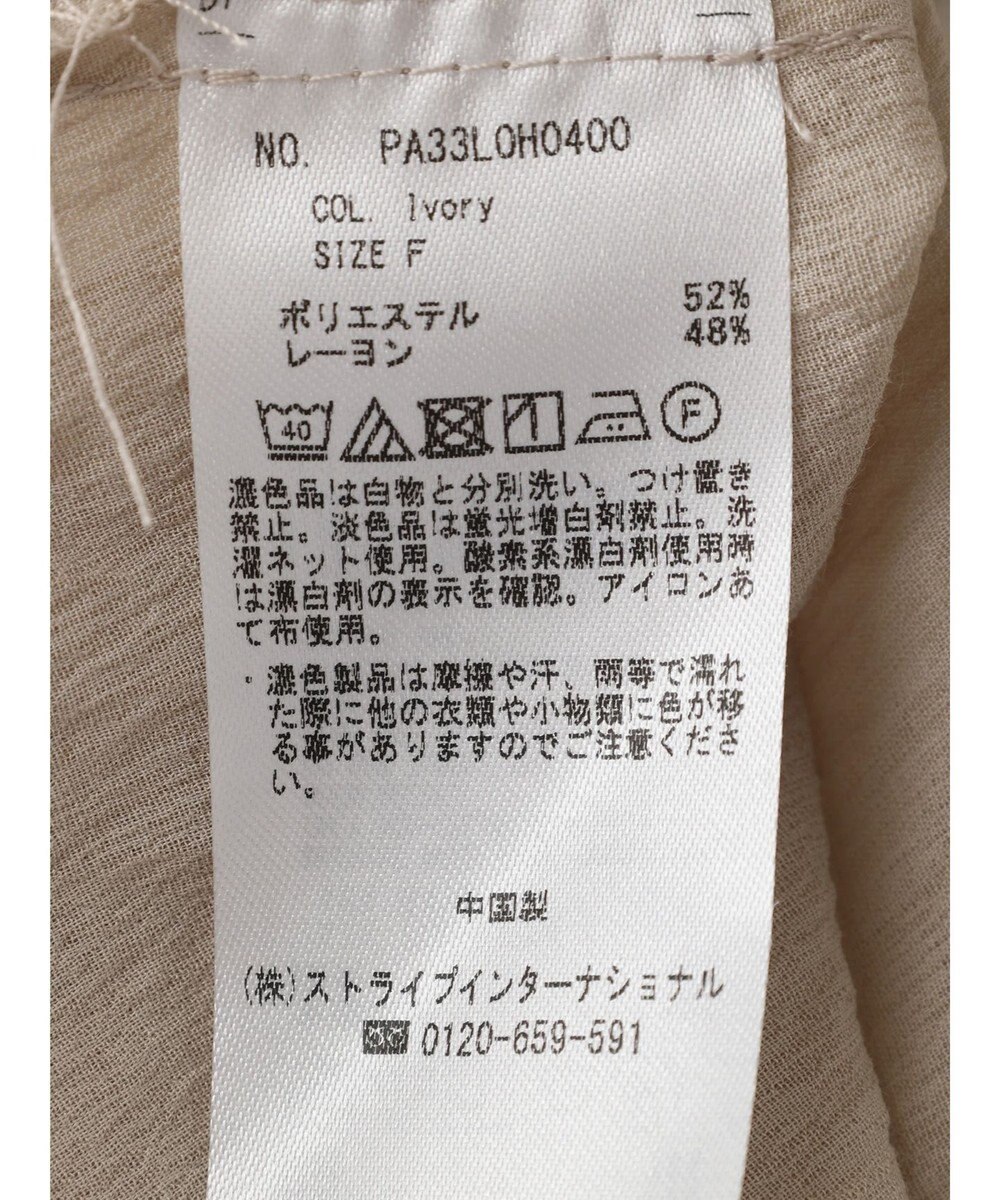 NO. PA33L0H0400
COL. Ivory
SIZE F
ポリエステル 52%
レーヨン 48%
40
F
濃色品は白物と分別洗い。つけ置き
禁止。淡色品は蛍光増白剤禁止。洗
濯ネット使用。酸素系漂白剤使用時
は漂白剤の表示を確認。アイロンあ
て布使用。
・濃色製品は摩擦や汗、雨等で濡れ
た際に他の衣類や小物類に色が移
る事がありますのでご注意くださ
い。
中国製
(株)ストライプインターナショナル
0120-659-591